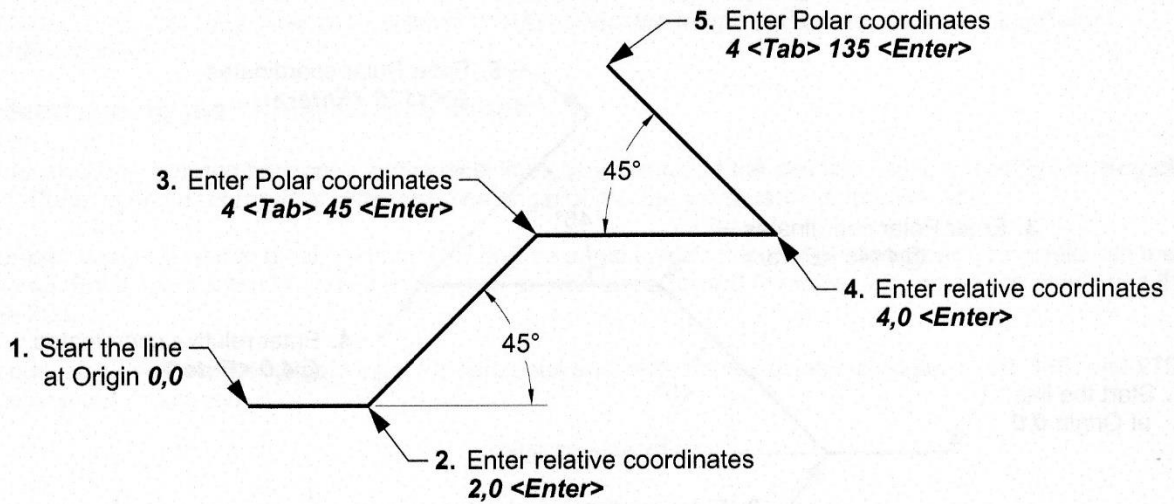 5. Enter Polar coordinates
4 <Tab> 135 <Enter>
45°
3. Enter Polar coordinates
4 <Tab> 45 <Enter>
4. Enter relative coordinates
4,0 <Enter>
1. Start the line
at Origin 0,0
45°
2. Enter relative coordinates
2,0 <Enter>